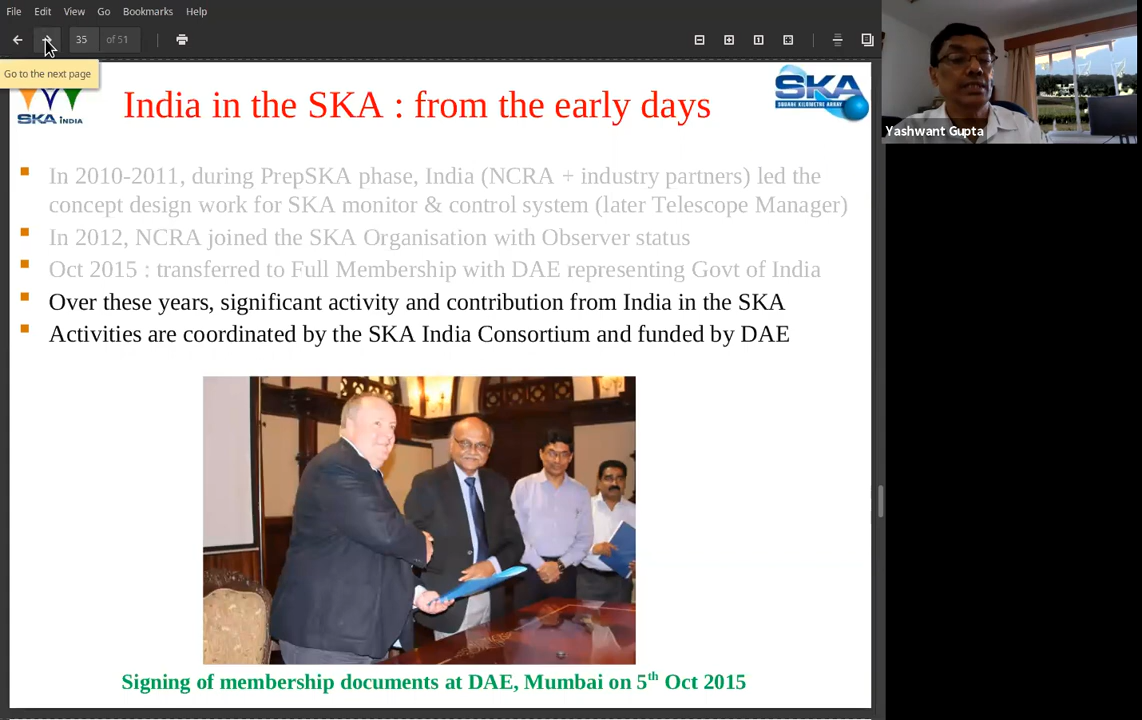 File Edit View Go Bookmarks Help
35 of 51
Go to the next page
SKA INDIA
India in the SKA : from the early days
SKA
SQUARE KILOMETRE ARRAY
In 2010-2011, during PrepSKA phase, India (NCRA + industry partners) led the
concept design work for SKA monitor & control system (later Telescope Manager)
In 2012, NCRA joined the SKA Organisation with Observer status
Oct 2015 : transferred to Full Membership with DAE representing Govt of India
Over these years, significant activity and contribution from India in the SKA
Activities are coordinated by the SKA India Consortium and funded by DAE
Signing of membership documents at DAE, Mumbai on 5th Oct 2015
Yashwant Gupta